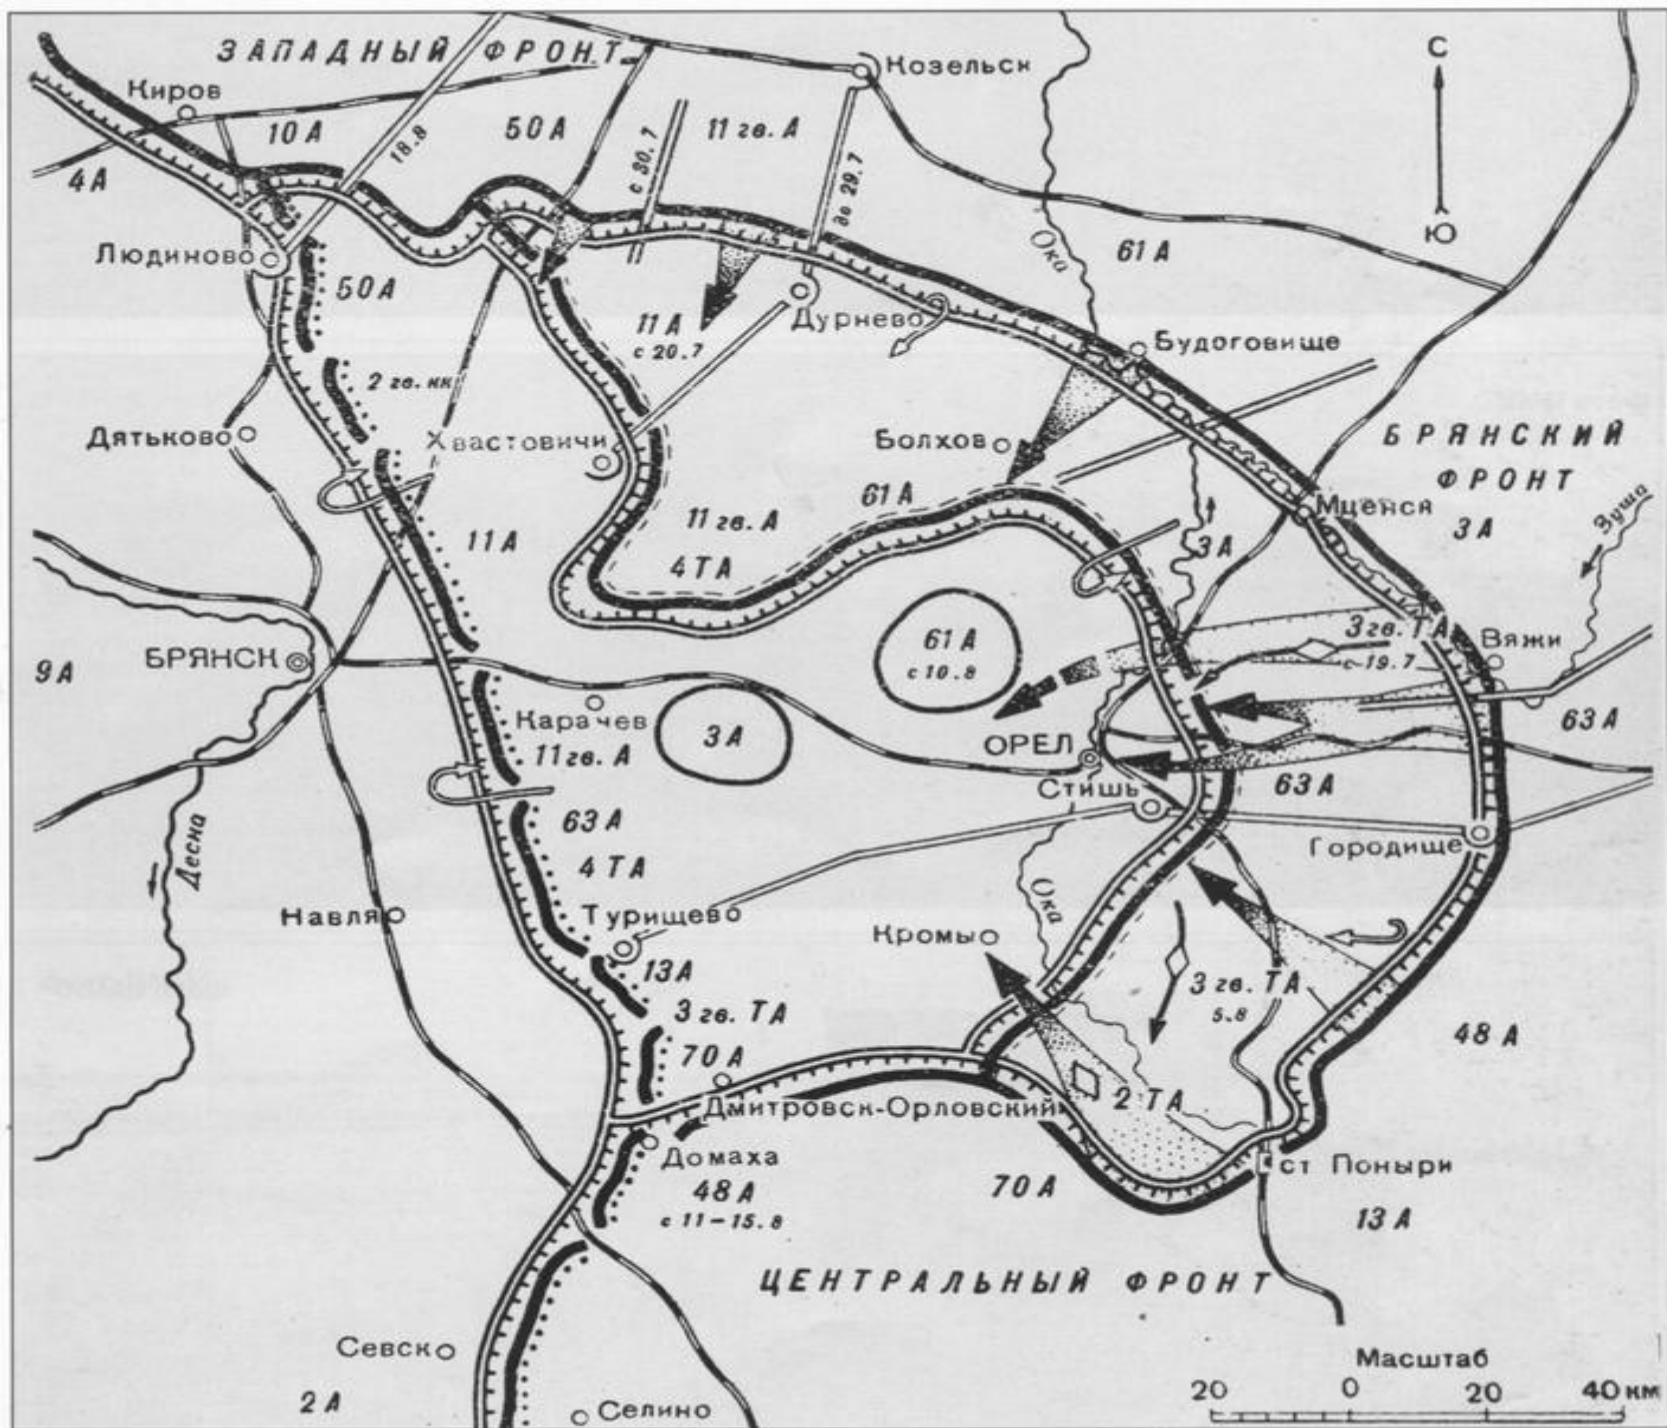 ЗАПАДНЫЙ ФРОНТ
Козельск
С
Киров
10 А
18.8
50 А
с 30.7
11 гв. А
до 29.7
4 А
Ю
Ока
61 А
Людиново
50А
11 А
с 20.7
Дурнево
Будоговище
2 гв. кк
Дятьково
Хвастовичи
Болхов
БРЯНСКИЙ
ФРОНТ
61 А
11 гв. А
Мценск
3 А
Зуша
11 А
4 ТА
3А
БРЯНСК
9 А
61 А
с 10.8
3 гв. ТА
с 19.7
Вяжи
Карачев
3 А
ОРЕЛ
63 А
11 гв. А
Стишь
63 А
63 А
Городище
Десна
4 ТА
Навля
Турищево
Кромы
Ока
13 А
3 гв. ТА
3 гв. ТА
5.8
70 А
48 А
Дмитровск-Орловский
2 ТА
Домаха
48 А
с 11-15.8
70 А
ст Поныри
13 А
ЦЕНТРАЛЬНЫЙ ФРОНТ
Севск
2 А
Селино
Масштаб
20 0 20 40 км